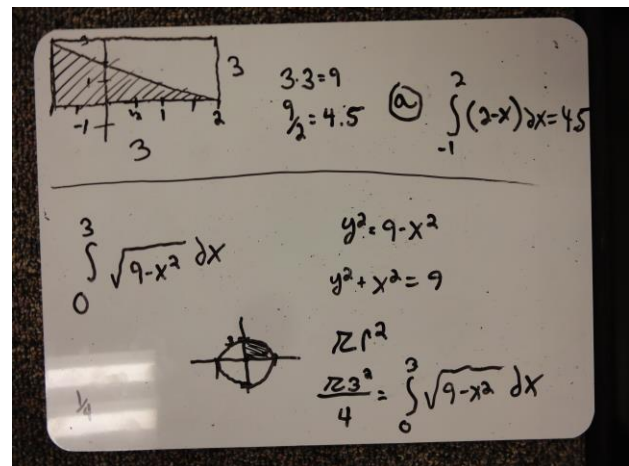 3
3
1
-1
1/2
1
2
3
3·3=9
9/2=4.5
ⓐ ∫_{-1}^{2} (2-x)dx=4.5
∫_{0}^{3} √(9-x²) dx
y²=9-x²
y²+x²=9
πr²
π3²/4 = ∫_{0}^{3} √(9-x²) dx
1/4